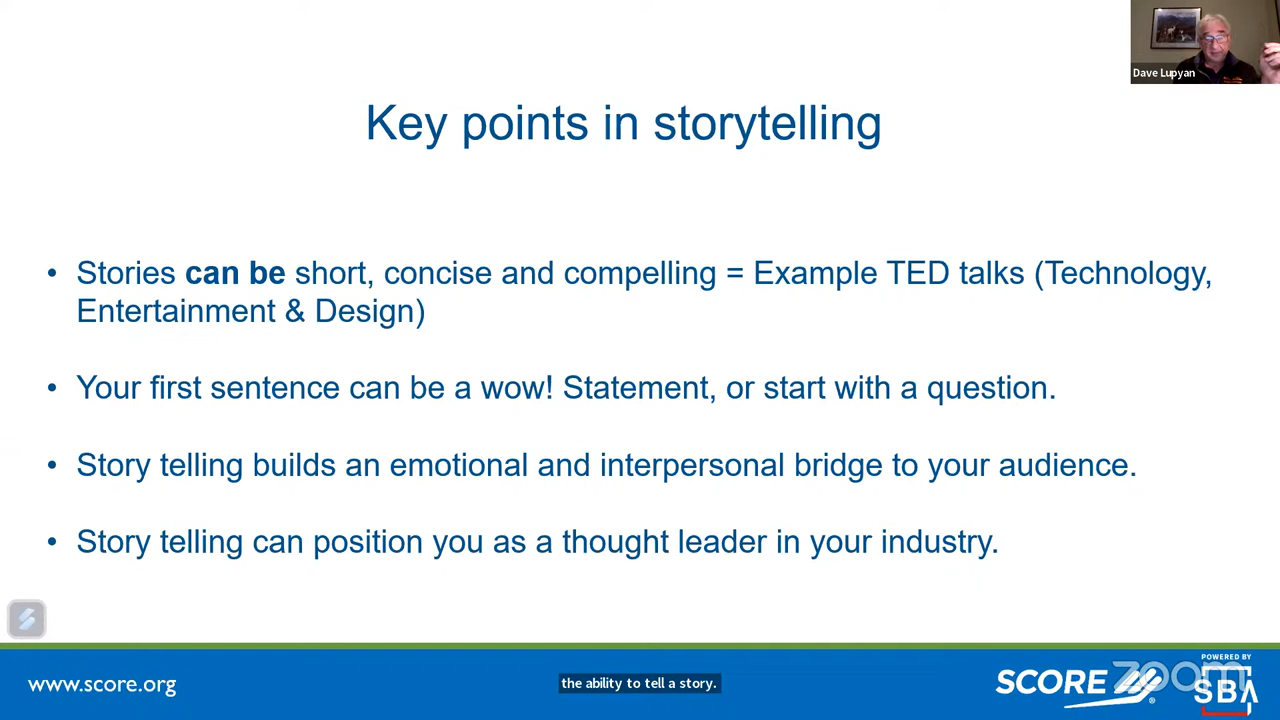 Dave Lupyan
Key points in storytelling
• Stories can be short, concise and compelling = Example TED talks (Technology,
Entertainment & Design)
• Your first sentence can be a wow! Statement, or start with a question.
• Story telling builds an emotional and interpersonal bridge to your audience.
• Story telling can position you as a thought leader in your industry.
www.score.org
the ability to tell a story.
SCORE
®
zoom
POWERED BY
SBA